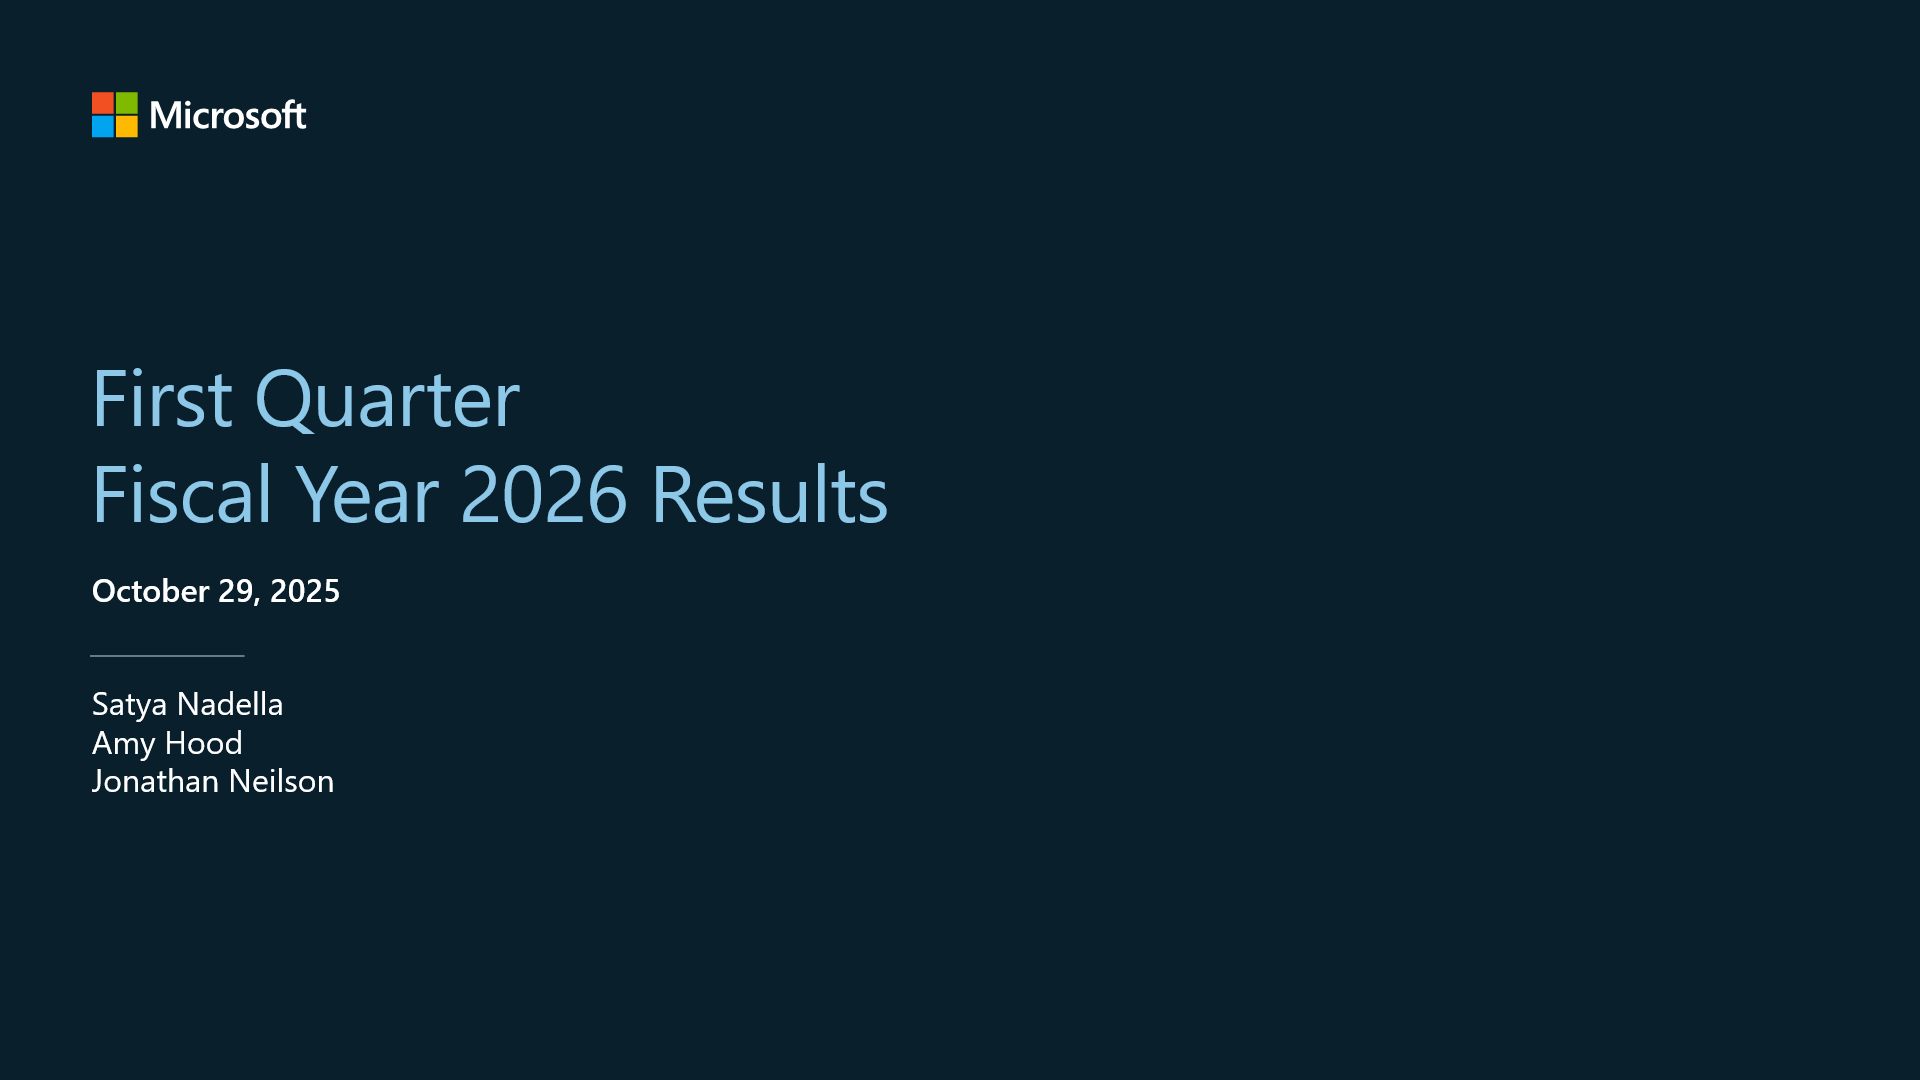 Microsoft
First Quarter
Fiscal Year 2026 Results
October 29, 2025
Satya Nadella
Amy Hood
Jonathan Neilson